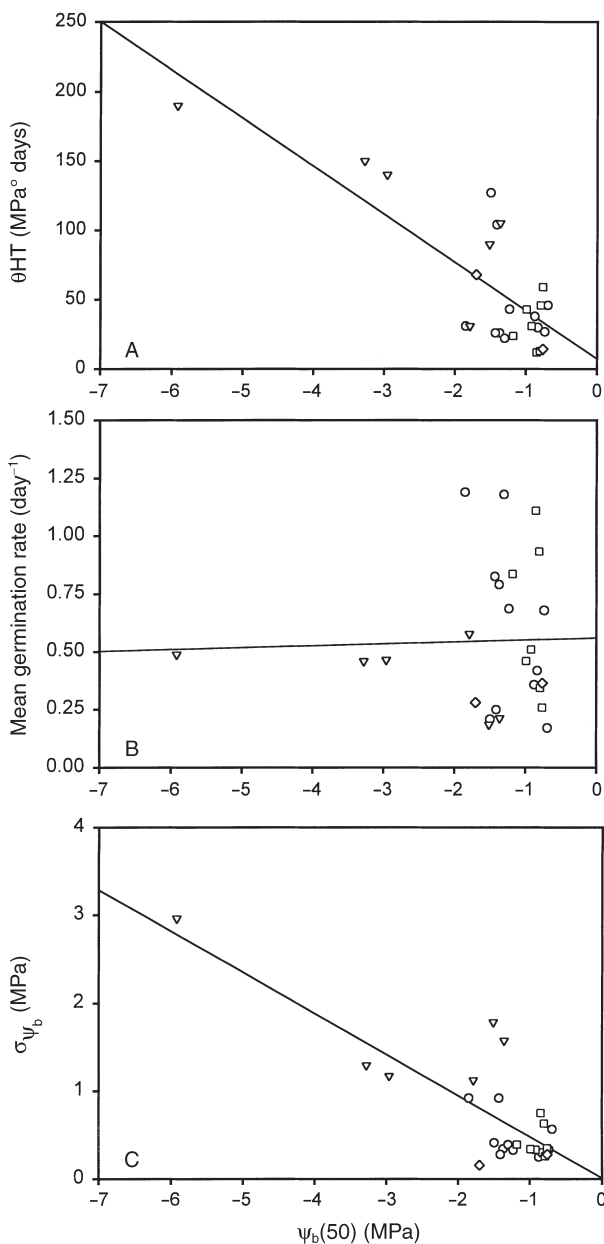 250
200
150
100
50
0
θHT (MPa° days)
A
−7 −6 −5 −4 −3 −2 −1 0
1.50
1.25
1.00
0.75
0.50
0.25
0.00
Mean germination rate (day⁻¹)
B
−7 −6 −5 −4 −3 −2 −1 0
4
3
2
1
0
σψb (MPa)
C
−7 −6 −5 −4 −3 −2 −1 0
ψb(50) (MPa)